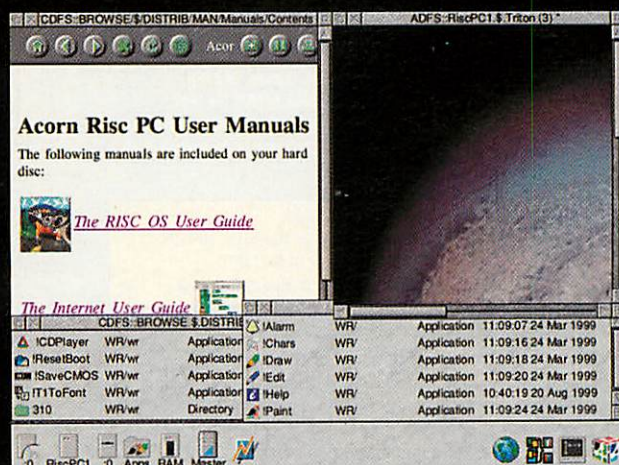 CDFS::BROWSE/$/DISTRIB/MAN/Manuals/Contents
Acor
Acorn Risc PC User Manuals
The following manuals are included on your hard
disc:
The RISC OS User Guide
The Internet User Guide
ADFS::RiscPC1.$.Triton (3) *
CDFS::BROWSE $.DISTRIB
!CDPlayer WR/wr Application
!ResetBoot WR/wr Application
!SaveCMOS WR/wr Application
!T1ToFont WR/wr Application
310 WR/wr Directory
!Alarm WR/ Application 11:09:07 24 Mar 1999
!Chars WR/ Application 11:09:16 24 Mar 1999
!Draw WR/ Application 11:09:18 24 Mar 1999
!Edit WR/ Application 11:09:20 24 Mar 1999
!Help WR/ Application 10:40:19 20 Aug 1999
!Paint WR/ Application 11:09:24 24 Mar 1999
:0 RiscPC1 :0 Apps RAM Master